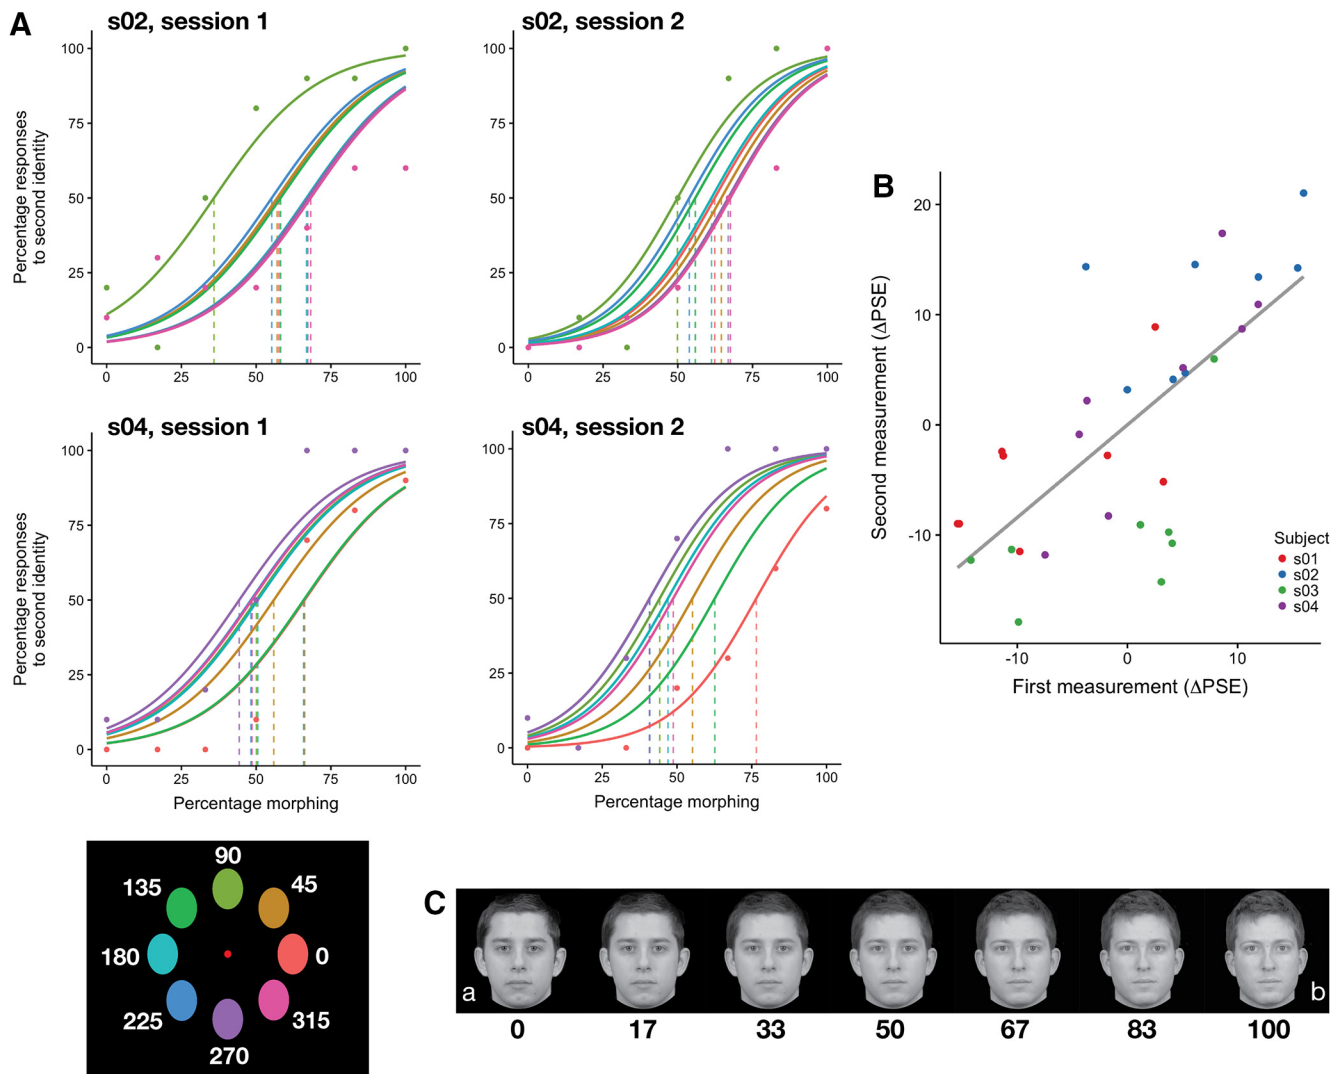 A
s02, session 1
s02, session 2
Percentage responses
to second identity
100
75
50
25
0
0 25 50 75 100
100
75
50
25
0
0 25 50 75 100
s04, session 1
s04, session 2
Percentage responses
to second identity
100
75
50
25
0
0 25 50 75 100
Percentage morphing
100
75
50
25
0
0 25 50 75 100
Percentage morphing
B
Second measurement (ΔPSE)
20
10
0
-10
-10 0 10
First measurement (ΔPSE)
Subject
s01
s02
s03
s04
90
135 45
180 0
225 315
270
C
a b
0 17 33 50 67 83 100